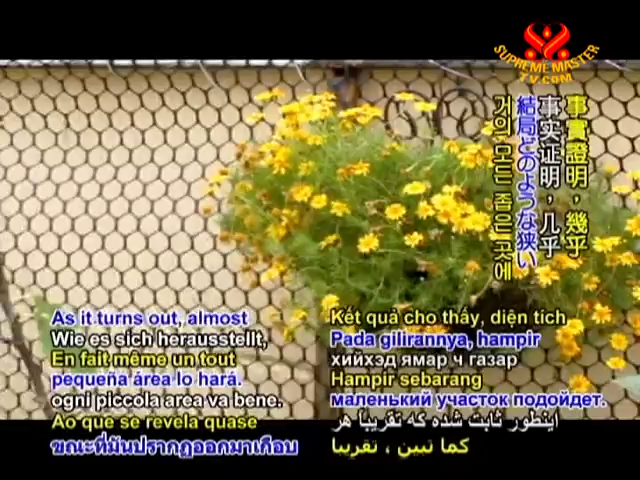 SUPREME MASTER
TV.COM
事實證明，幾乎
事实证明，几乎
結局どのような狭い
거의 모든 좁은 곳에
As it turns out, almost
Wie es sich herausstellt,
En fait même un tout
pequeña área lo hará.
ogni piccola area va bene.
Ao que se revela quase
ขณะที่มันปรากฏออกมาเกือบ
Kết quả cho thấy, diện tích
Pada gilirannya, hampir
хийхэд ямар ч газар
Hampir sebarang
маленький участок подойдет.
اینطور ثابت شده که تقریباً هر
كما تبين ، تقريبا